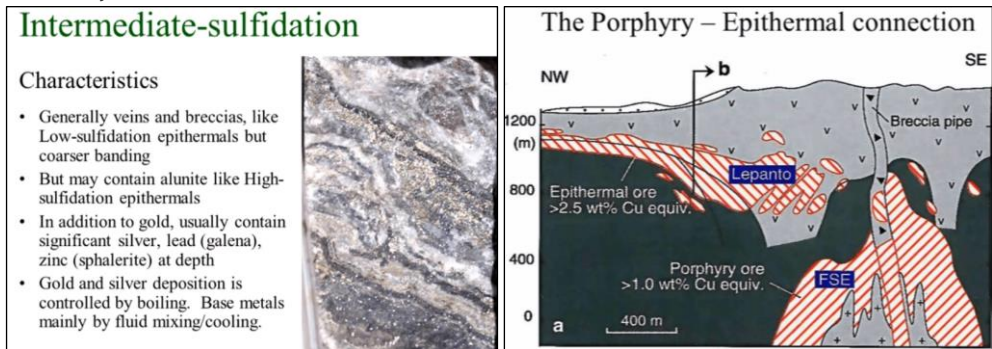 Intermediate-sulfidation
Characteristics
• Generally veins and breccias, like
Low-sulfidation epithermals but
coarser banding
• But may contain alunite like High-
sulfidation epithermals
• In addition to gold, usually contain
significant silver, lead (galena),
zinc (sphalerite) at depth
• Gold and silver deposition is
controlled by boiling. Base metals
mainly by fluid mixing/cooling.
The Porphyry – Epithermal connection
SE
NW
b
1200
(m)
Breccia pipe
Lepanto
Epithermal ore
>2.5 wt% Cu equiv.
800
400
Porphyry ore
>1.0 wt% Cu equiv.
FSE
0
a
400 m